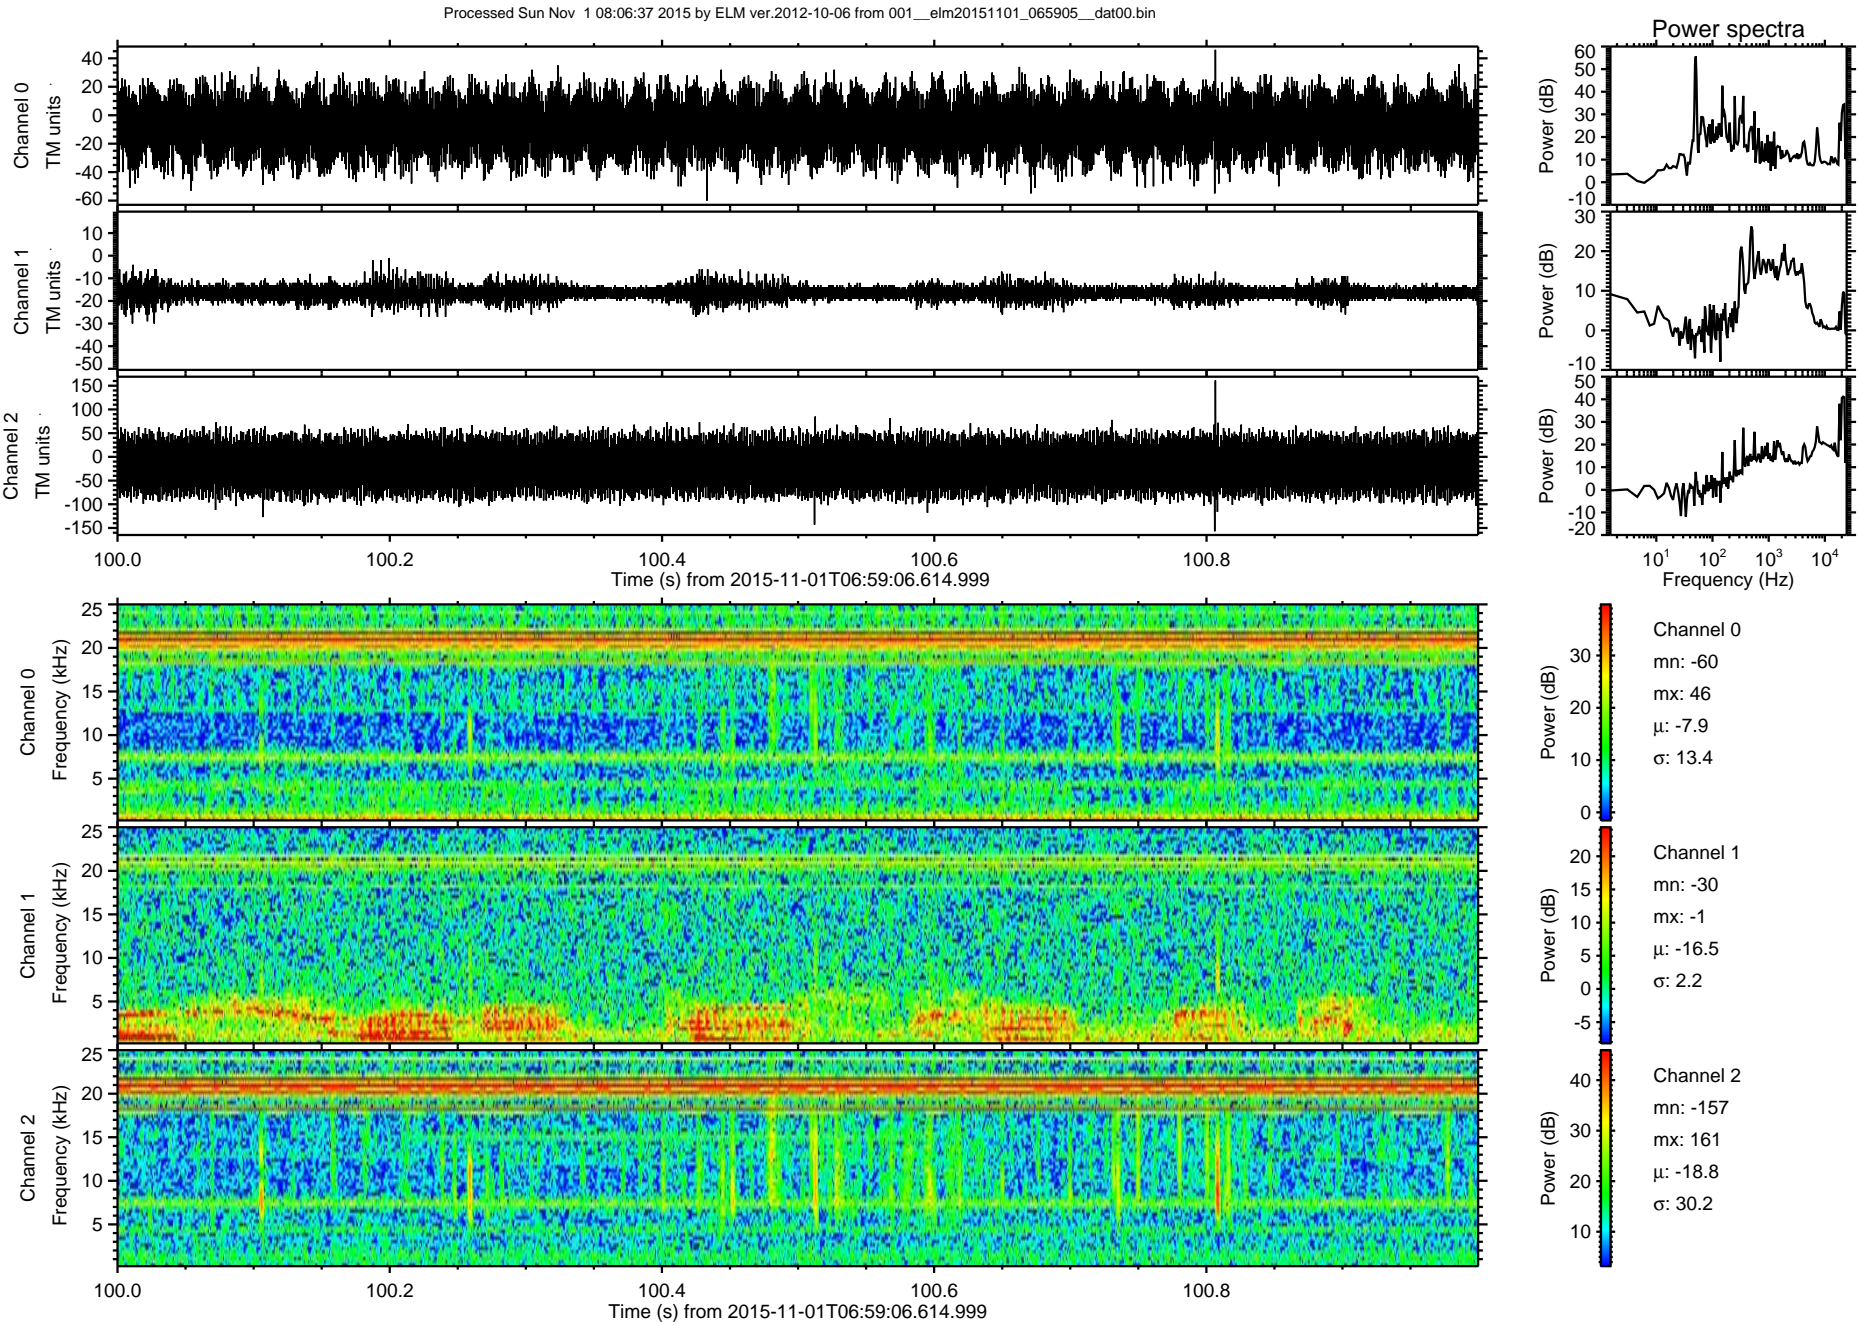 Processed Sun Nov  1 08:06:37 2015 by ELM ver.2012-10-06 from 001__elm20151101_065905__dat00.bin
Power spectra
Channel 0
TM units
40
20
0
-20
-40
-60
Power (dB)
60
50
40
30
20
10
0
-10
Channel 1
TM units
10
0
-10
-20
-30
-40
-50
Power (dB)
30
20
10
0
-10
Channel 2
TM units
150
100
50
0
-50
-100
-150
Power (dB)
50
40
30
20
10
0
-10
-20
100.0 100.2 100.4 100.6 100.8
Time (s) from 2015-11-01T06:59:06.614.999
10^1 10^2 10^3 10^4
Frequency (Hz)
Channel 0
Frequency (kHz)
25
20
15
10
5
Power (dB)
30
20
10
0
Channel 0
mn: -60
mx: 46
μ: -7.9
σ: 13.4
Channel 1
Frequency (kHz)
25
20
15
10
5
Power (dB)
20
15
10
5
0
-5
Channel 1
mn: -30
mx: -1
μ: -16.5
σ: 2.2
Channel 2
Frequency (kHz)
25
20
15
10
5
Power (dB)
40
30
20
10
Channel 2
mn: -157
mx: 161
μ: -18.8
σ: 30.2
100.0 100.2 100.4 100.6 100.8
Time (s) from 2015-11-01T06:59:06.614.999